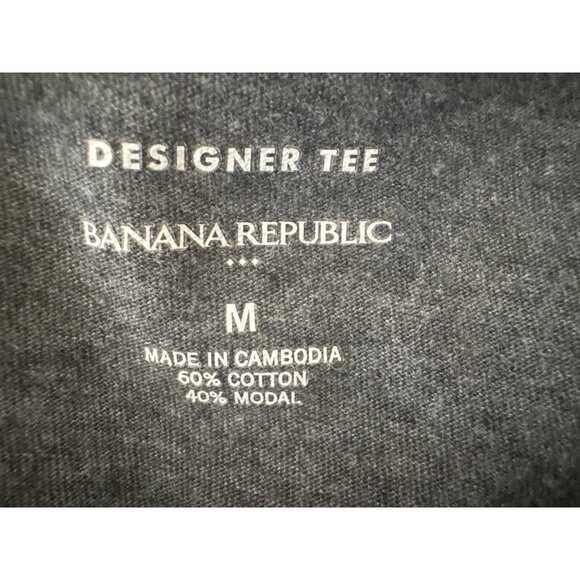 DESIGNER TEE
BANANA REPUBLIC
M
MADE IN CAMBODIA
60% COTTON
40% MODAL